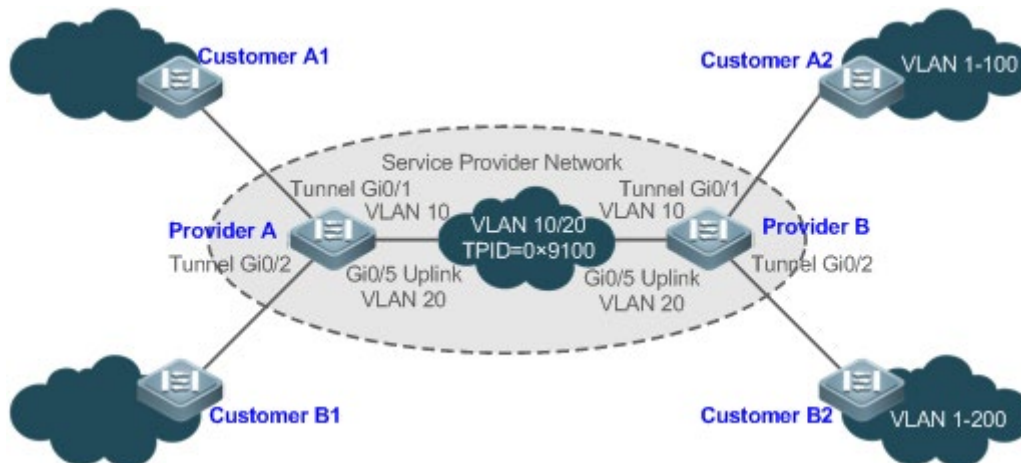 Customer A1
Customer A2
VLAN 1-100
Service Provider Network
Tunnel Gi0/1
VLAN 10
Tunnel Gi0/1
VLAN 10
Provider A
VLAN 10/20
TPID=0×9100
Provider B
Tunnel Gi0/2
Gi0/5 Uplink
VLAN 20
Gi0/5 Uplink
VLAN 20
Tunnel Gi0/2
Customer B1
Customer B2
VLAN 1-200